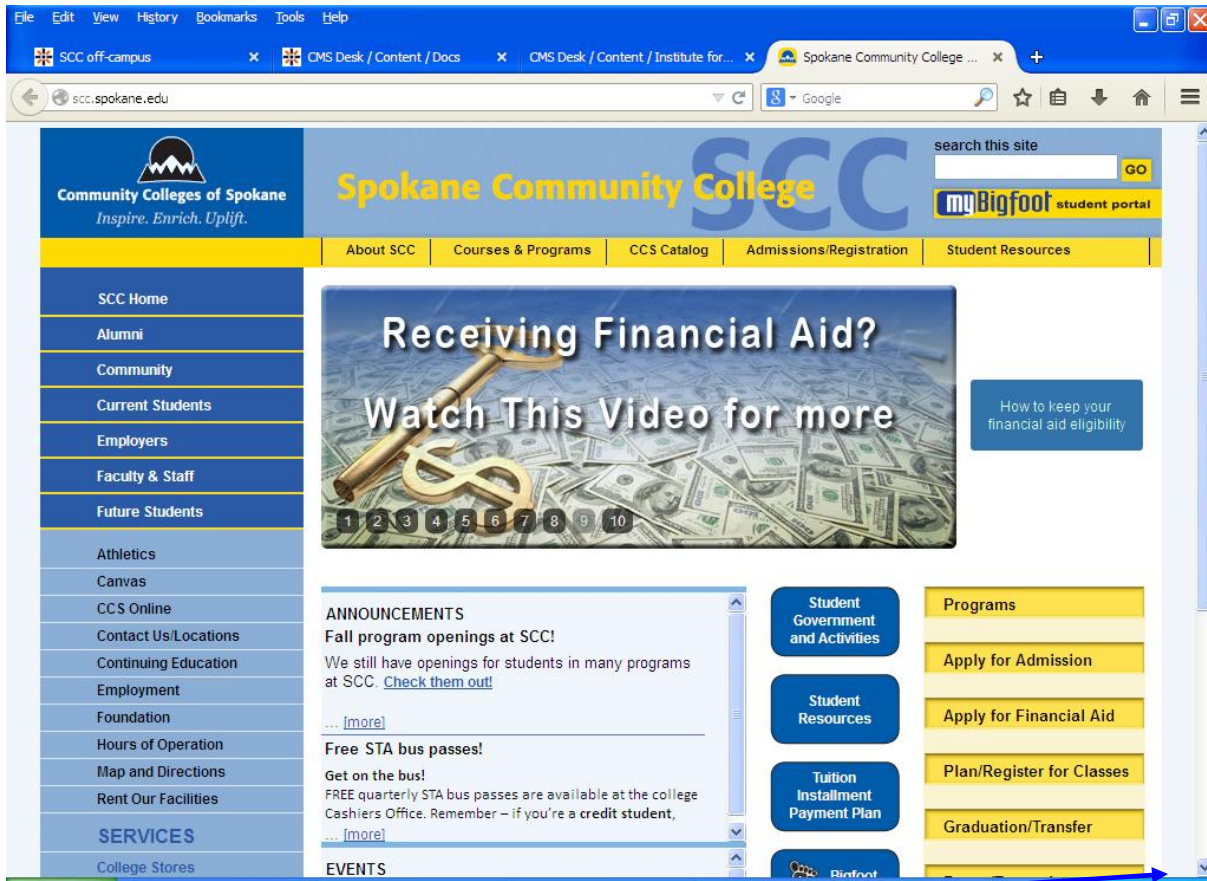 File Edit View History Bookmarks Tools Help
SCC off-campus
CMS Desk / Content / Docs
CMS Desk / Content / Institute for...
Spokane Community College ...
scc.spokane.edu
Google
Community Colleges of Spokane
Inspire. Enrich. Uplift.
SCC
Spokane Community College
search this site
GO
myBigfoot student portal
About SCC
Courses & Programs
CCS Catalog
Admissions/Registration
Student Resources
SCC Home
Alumni
Community
Current Students
Employers
Faculty & Staff
Future Students
Athletics
Canvas
CCS Online
Contact Us/Locations
Continuing Education
Employment
Foundation
Hours of Operation
Map and Directions
Rent Our Facilities
SERVICES
College Stores
Receiving Financial Aid?
Watch This Video for more
1 2 3 4 5 6 7 8 9 10
How to keep your
financial aid eligibility
ANNOUNCEMENTS
Fall program openings at SCC!
We still have openings for students in many programs
at SCC. Check them out!
... [more]
Free STA bus passes!
Get on the bus!
FREE quarterly STA bus passes are available at the college
Cashiers Office. Remember – if you're a credit student,
... [more]
EVENTS
Student
Government
and Activities
Student
Resources
Tuition
Installment
Payment Plan
Bigfoot
Programs
Apply for Admission
Apply for Financial Aid
Plan/Register for Classes
Graduation/Transfer